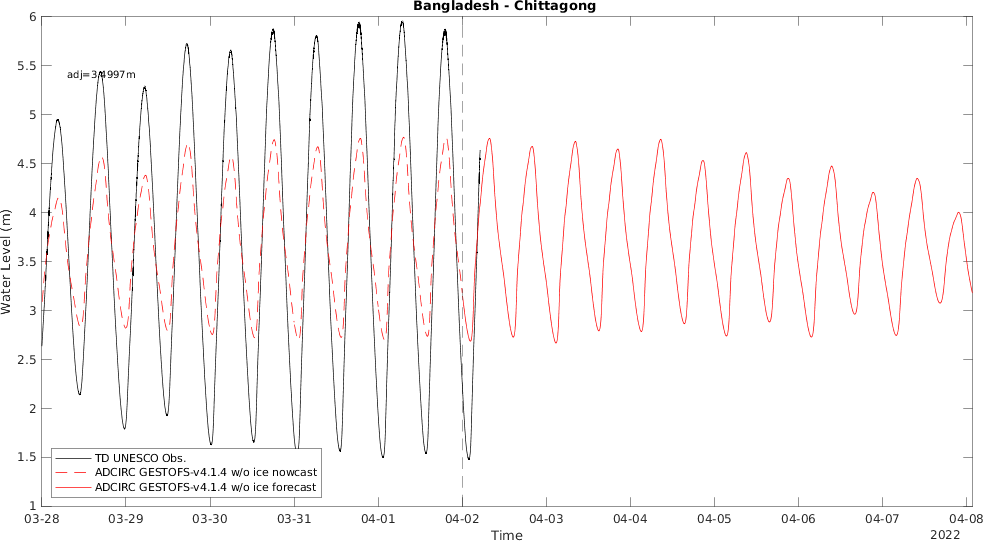 Bangladesh - Chittagong
6
5.5
adj=3.4997m
5
4.5
4
3.5
3
2.5
2
1.5
1
Water Level (m)
TD UNESCO Obs.
ADCIRC GESTOFS-v4.1.4 w/o ice nowcast
ADCIRC GESTOFS-v4.1.4 w/o ice forecast
03-28 03-29 03-30 03-31 04-01 04-02 04-03 04-04 04-05 04-06 04-07 04-08
Time
2022